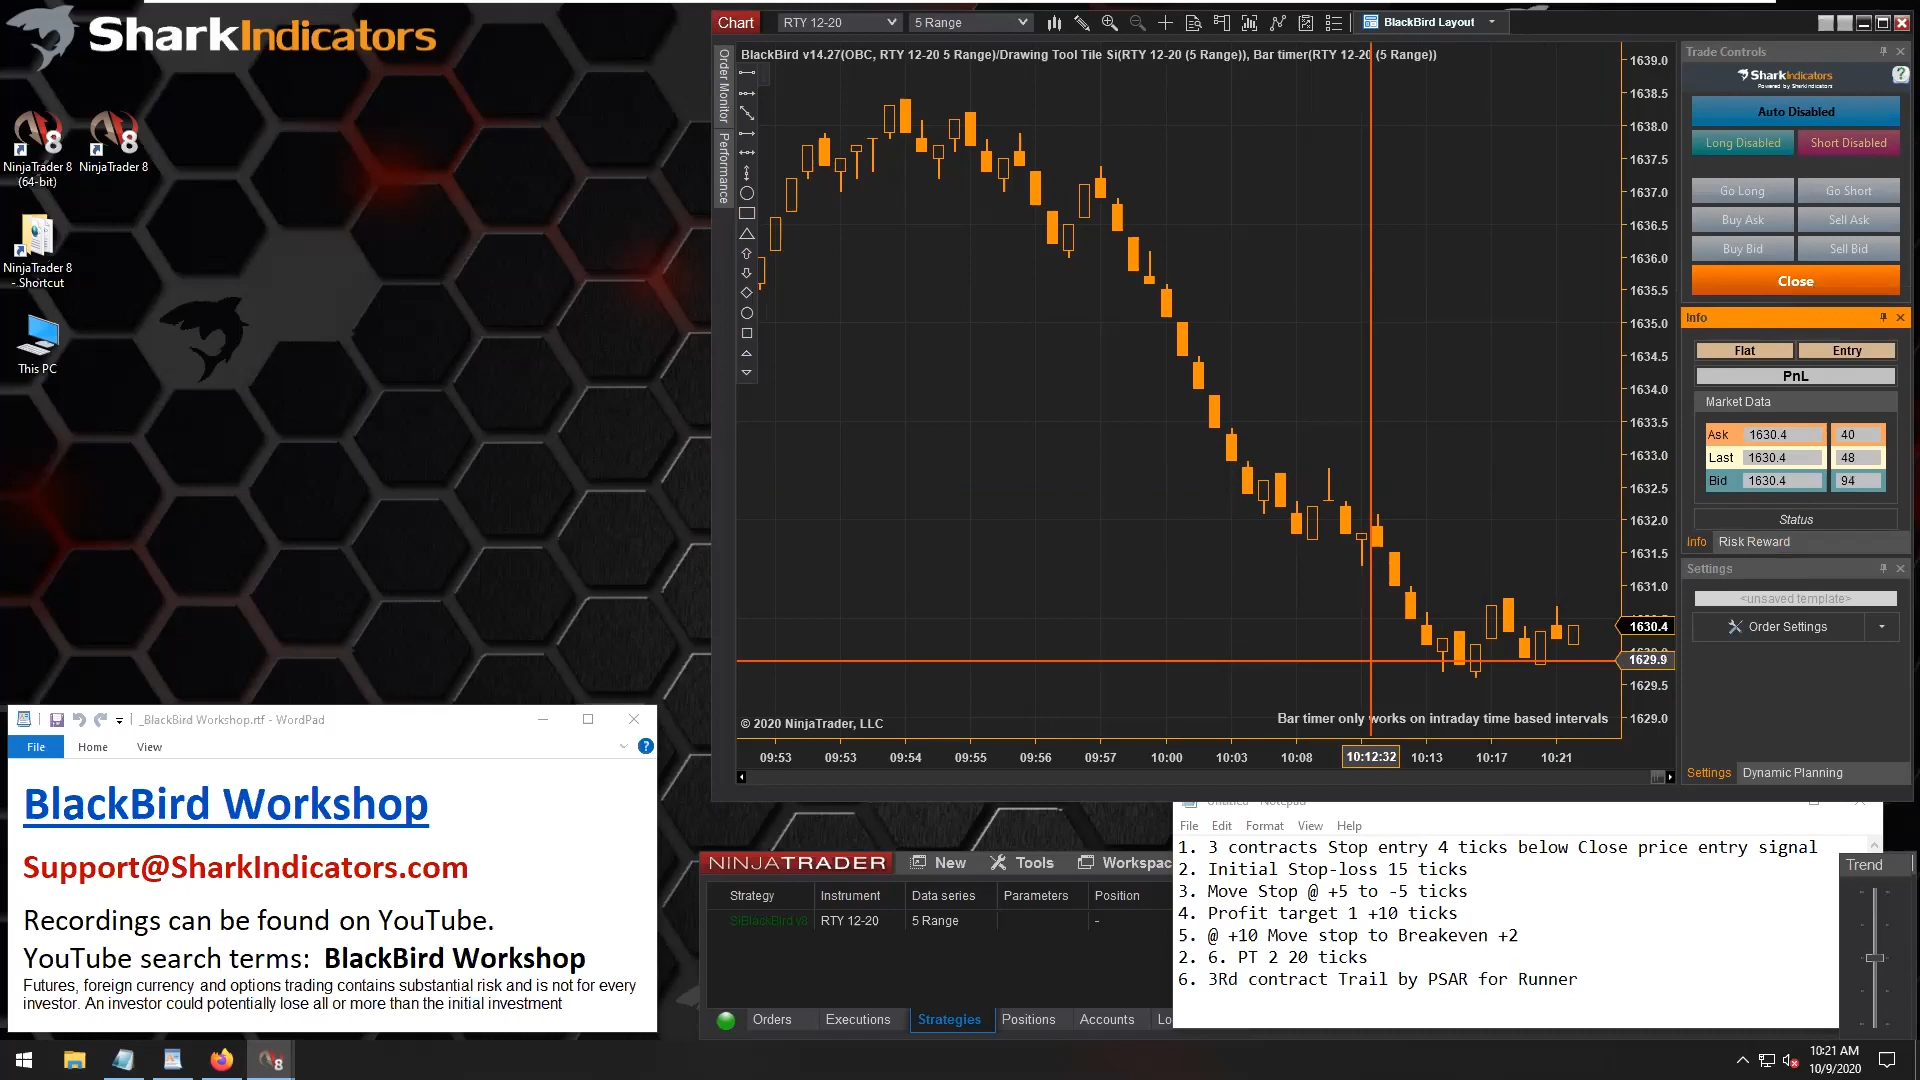 SharkIndicators
NinjaTrader 8
(64-bit)
NinjaTrader 8
NinjaTrader 8
- Shortcut
This PC
Chart
RTY 12-20
5 Range
BlackBird Layout
BlackBird v14.27(OBC, RTY 12-20 5 Range)/Drawing Tool Tile Si(RTY 12-20 (5 Range)), Bar timer(RTY 12-20 (5 Range))
Order Monitor
Performance
1639.0
1638.5
1638.0
1637.5
1637.0
1636.5
1636.0
1635.5
1635.0
1634.5
1634.0
1633.5
1633.0
1632.5
1632.0
1631.5
1631.0
1630.4
1629.9
1629.5
1629.0
© 2020 NinjaTrader, LLC
Bar timer only works on intraday time based intervals
09:53 09:53 09:54 09:55 09:56 09:57 10:00 10:03 10:08 10:12:32 10:13 10:17 10:21
Trade Controls
SharkIndicators
Powered by SharkIndicators
Auto Disabled
Long Disabled Short Disabled
Go Long Go Short
Buy Ask Sell Ask
Buy Bid Sell Bid
Close
Info
Flat Entry
PnL
Market Data
Ask 1630.4 40
Last 1630.4 48
Bid 1630.4 94
Status
Info Risk Reward
Settings
<unsaved template>
Order Settings
Settings Dynamic Planning
_BlackBird Workshop.rtf - WordPad
File Home View
BlackBird Workshop
Support@SharkIndicators.com
Recordings can be found on YouTube.
YouTube search terms: BlackBird Workshop
Futures, foreign currency and options trading contains substantial risk and is not for every
investor. An investor could potentially lose all or more than the initial investment
NINJATRADER New Tools Workspac
Strategy Instrument Data series Parameters Position
SiBlackBird v8 RTY 12-20 5 Range -
Orders Executions Strategies Positions Accounts Lo
Untitled - Notepad
File Edit Format View Help
1. 3 contracts Stop entry 4 ticks below Close price entry signal
2. Initial Stop-loss 15 ticks
3. Move Stop @ +5 to -5 ticks
4. Profit target 1 +10 ticks
5. @ +10 Move stop to Breakeven +2
2. 6. PT 2 20 ticks
6. 3Rd contract Trail by PSAR for Runner
Trend
10:21 AM
10/9/2020